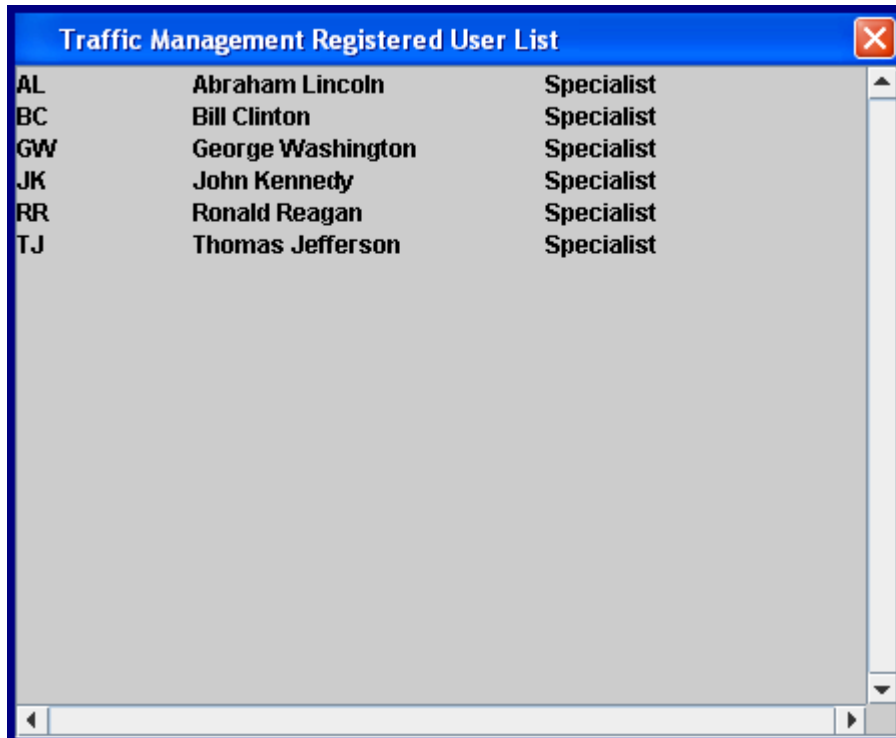 Traffic Management Registered User List
AL Abraham Lincoln Specialist
BC Bill Clinton Specialist
GW George Washington Specialist
JK John Kennedy Specialist
RR Ronald Reagan Specialist
TJ Thomas Jefferson Specialist